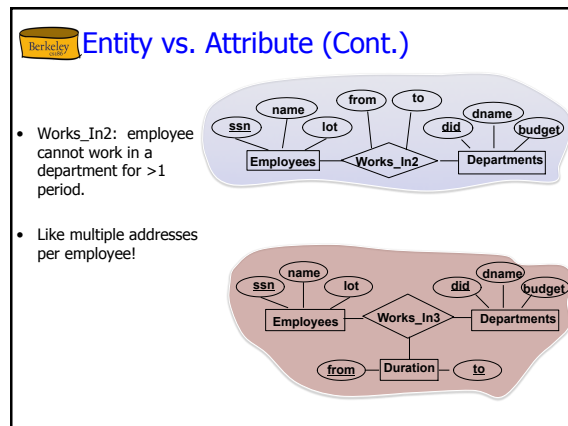 Berkeley
cs186
Entity vs. Attribute (Cont.)
• Works_In2: employee
cannot work in a
department for >1
period.
• Like multiple addresses
per employee!
name
from
to
dname
ssn
lot
did
budget
Employees
Works_In2
Departments
name
dname
ssn
lot
did
budget
Employees
Works_In3
Departments
from
Duration
to